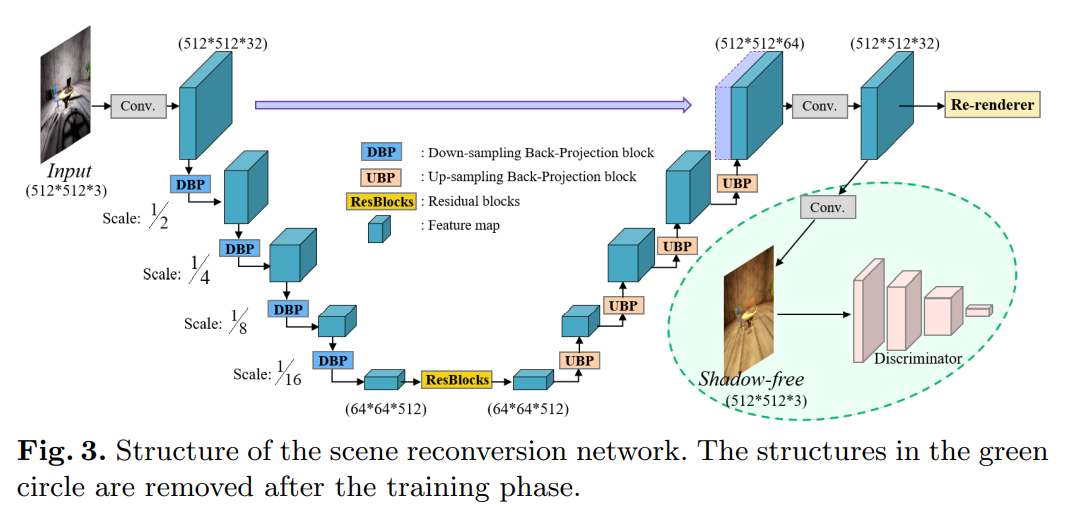 (512*512*32)
(512*512*64)
(512*512*32)
Conv.
Conv.
Re-renderer
Input
(512*512*3)
DBP
Scale: 1/2
DBP
Scale: 1/4
DBP
Scale: 1/8
DBP
Scale: 1/16
DBP : Down-sampling Back-Projection block
UBP : Up-sampling Back-Projection block
ResBlocks : Residual blocks
: Feature map
UBP
UBP
UBP
UBP
ResBlocks
(64*64*512)
(64*64*512)
Conv.
Discriminator
Shadow-free
(512*512*3)
Fig. 3. Structure of the scene reconversion network. The structures in the green
circle are removed after the training phase.